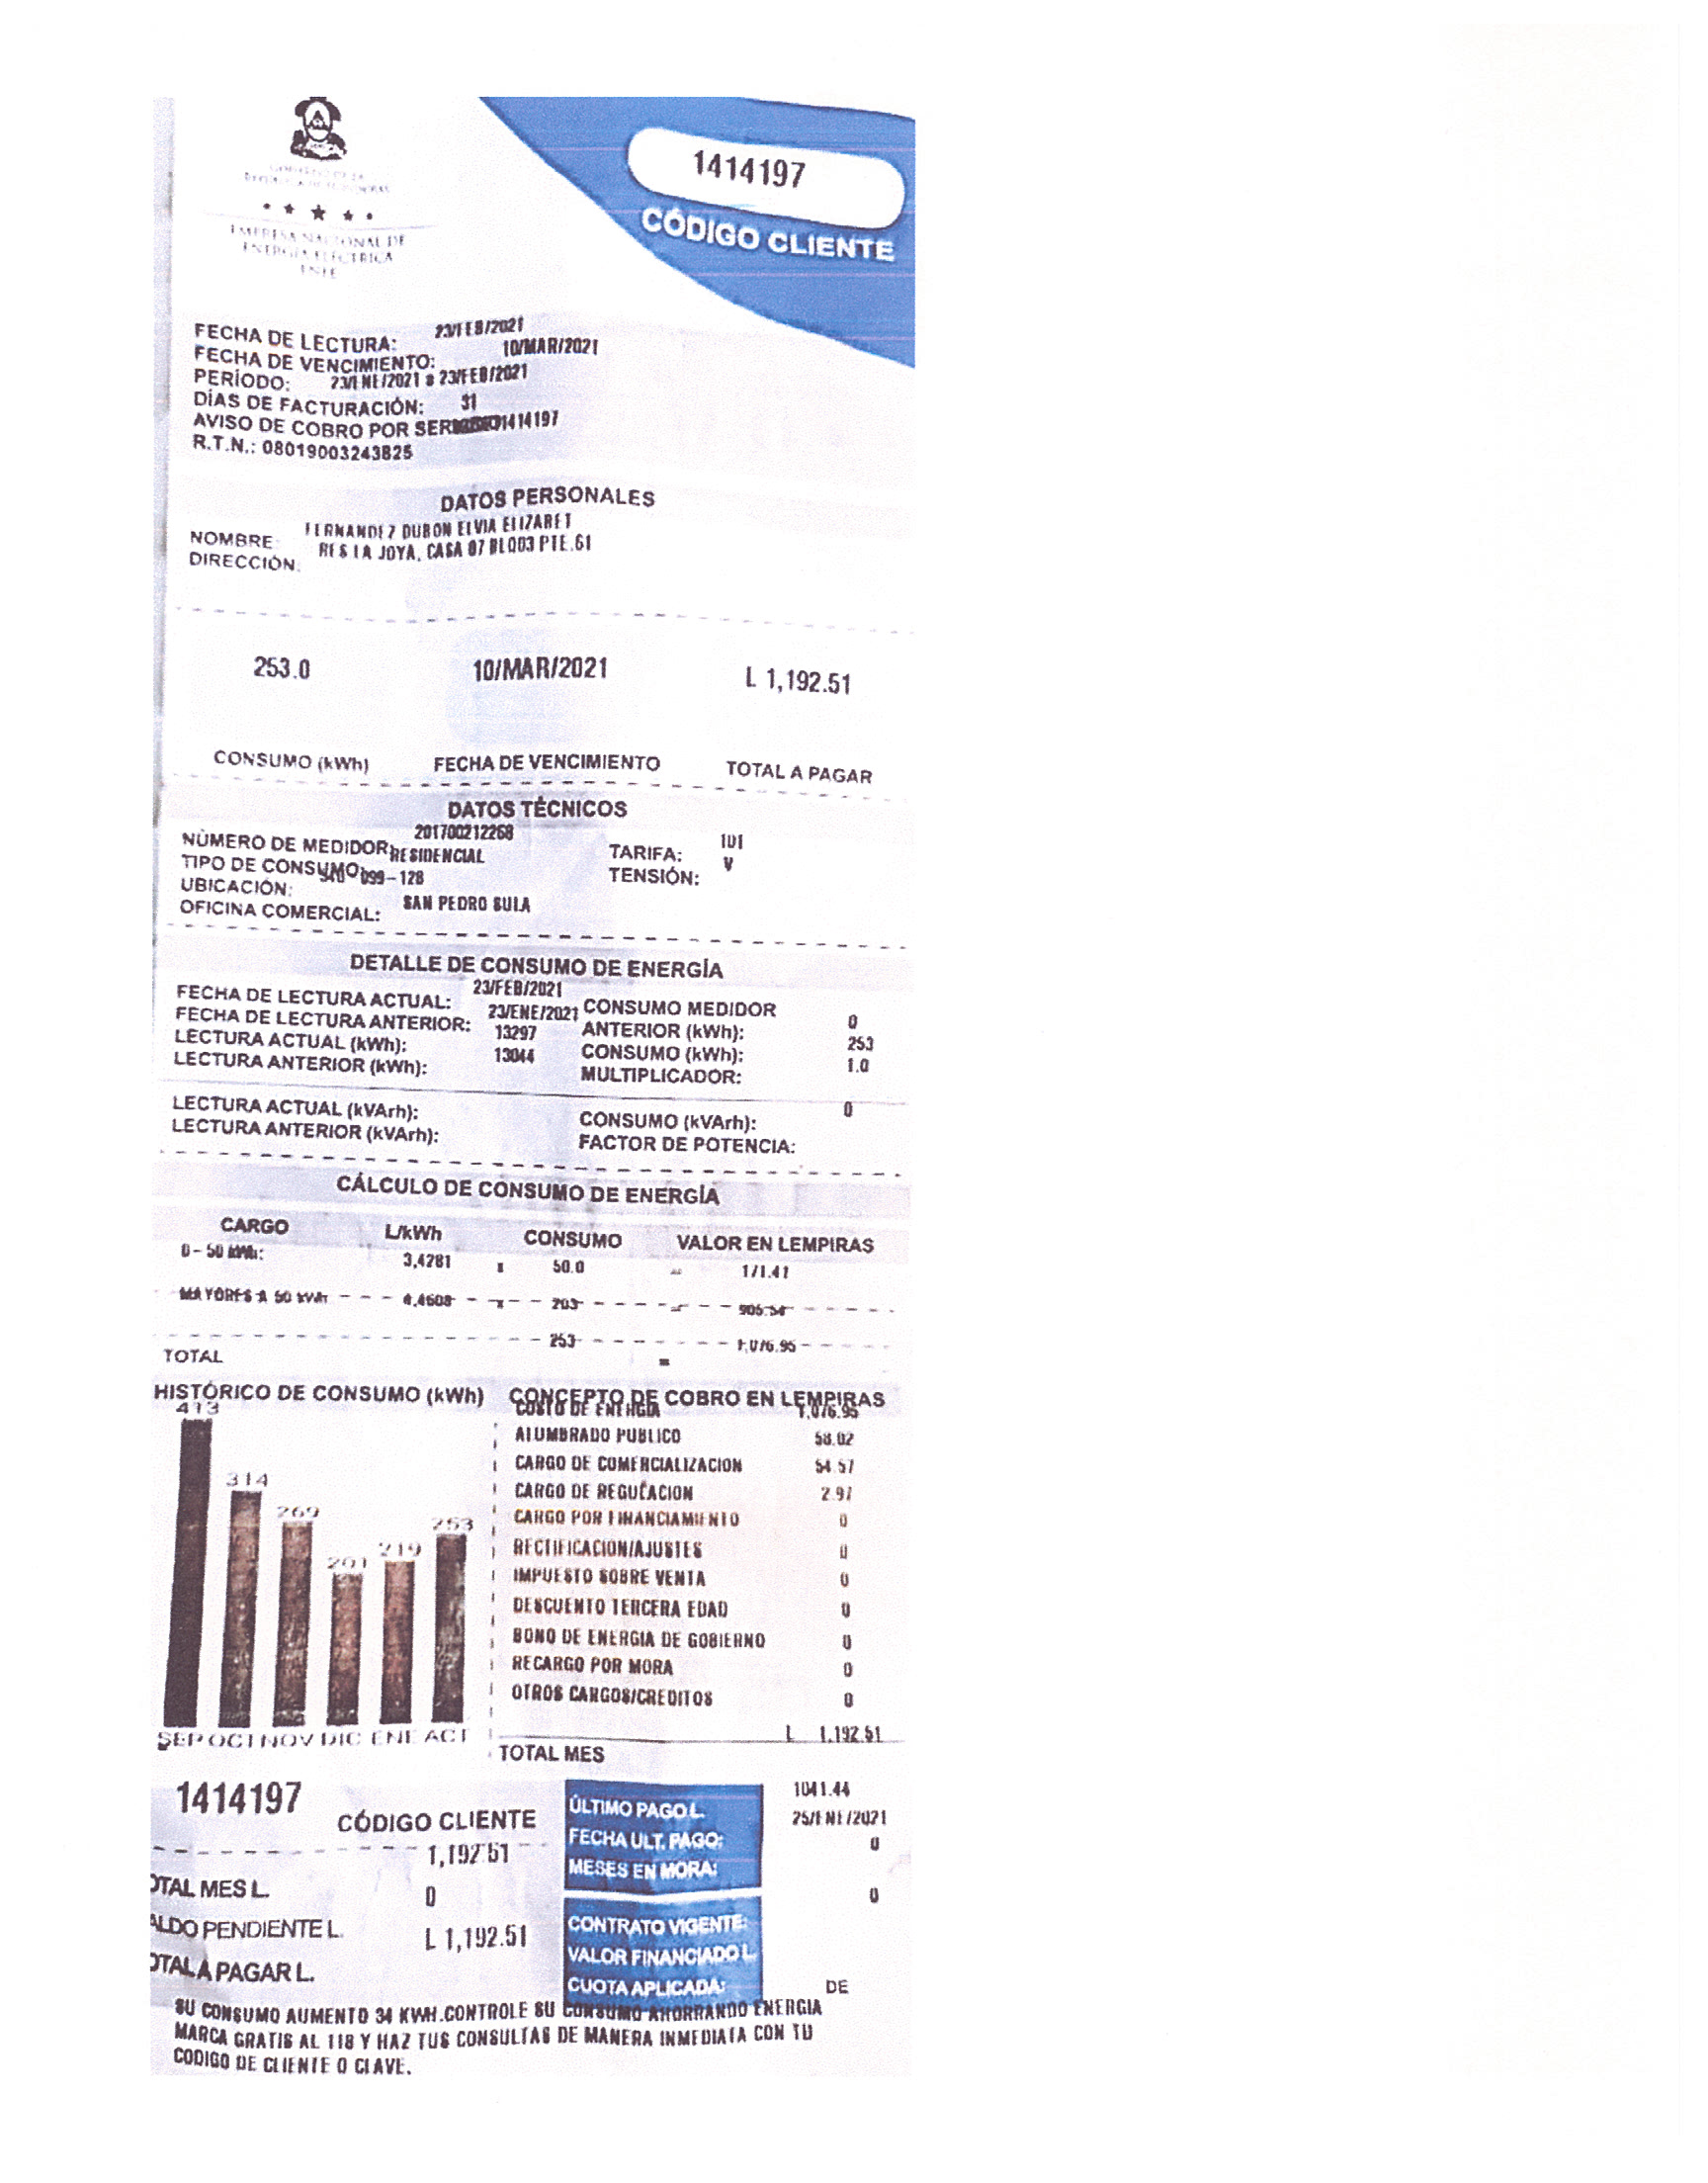 1414197
CÓDIGO CLIENTE
GOBIERNO DE LA
REPÚBLICA DE HONDURAS
EMPRESA NACIONAL DE
ENERGÍA ELÉCTRICA
ENEE
FECHA DE LECTURA: 23/FEB/2021
FECHA DE VENCIMIENTO: 10/MAR/2021
PERÍODO: 23/ENE/2021 a 23/FEB/2021
DÍAS DE FACTURACIÓN: 31
AVISO DE COBRO POR 1414197
R.T.N.: 08019003243825
DATOS PERSONALES
NOMBRE: FERNANDEZ DUBON ELVIA ELIZABET
DIRECCIÓN: RES LA JOYA, CASA 07 BLQ03 PTE.61
253.0 10/MAR/2021 L 1,192.51
CONSUMO (kWh) FECHA DE VENCIMIENTO TOTAL A PAGAR
DATOS TÉCNICOS
NÚMERO DE MEDIDOR: 201700212268 TARIFA: 101
TIPO DE CONSUMO: RESIDENCIAL TENSIÓN: V
UBICACIÓN: 099-128
OFICINA COMERCIAL: SAN PEDRO SULA
DETALLE DE CONSUMO DE ENERGÍA
FECHA DE LECTURA ACTUAL: 23/FEB/2021 CONSUMO MEDIDOR
FECHA DE LECTURA ANTERIOR: 23/ENE/2021 ANTERIOR (kWh): 0
LECTURA ACTUAL (kWh): 13297 CONSUMO (kWh): 253
LECTURA ANTERIOR (kWh): 13044 MULTIPLICADOR: 1.0
LECTURA ACTUAL (kVArh): CONSUMO (kVArh): 0
LECTURA ANTERIOR (kVArh): FACTOR DE POTENCIA:
CÁLCULO DE CONSUMO DE ENERGÍA
CARGO L/kWh CONSUMO VALOR EN LEMPIRAS
0 - 50 kWh: 3,4281 x 50.0 = 171.41
MAYORES A 50 kWh 4,4608 x 203 = 905.54
253 1,076.95
TOTAL =
HISTÓRICO DE CONSUMO (kWh) CONCEPTO DE COBRO EN LEMPIRAS
413
314
269
201
219
253
SEP OCT NOV DIC ENE ACT
COSTO DE ENERGIA 1,076.95
ALUMBRADO PUBLICO 58.02
CARGO DE COMERCIALIZACION 54.57
CARGO DE REGULACION 2.97
CARGO POR FINANCIAMIENTO 0
RECTIFICACION/AJUSTES 0
IMPUESTO SOBRE VENTA 0
DESCUENTO TERCERA EDAD 0
BONO DE ENERGIA DE GOBIERNO 0
RECARGO POR MORA 0
OTROS CARGOS/CREDITOS 0
L 1,192.51
TOTAL MES
1414197 CÓDIGO CLIENTE
1,192.51
OTAL MES L.
0
ALDO PENDIENTE L.
L 1,192.51
OTAL A PAGAR L.
ÚLTIMO PAGO L. 1041.44
FECHA ULT. PAGO: 25/ENE/2021
MESES EN MORA: 0
0
CONTRATO VIGENTE:
VALOR FINANCIADO L.
CUOTA APLICADA: DE
SU CONSUMO AUMENTO 34 KWH.CONTROLE SU CONSUMO AHORRANDO ENERGIA
MARCA GRATIS AL 118 Y HAZ TUS CONSULTAS DE MANERA INMEDIATA CON TU
CODIGO DE CLIENTE O CLAVE.